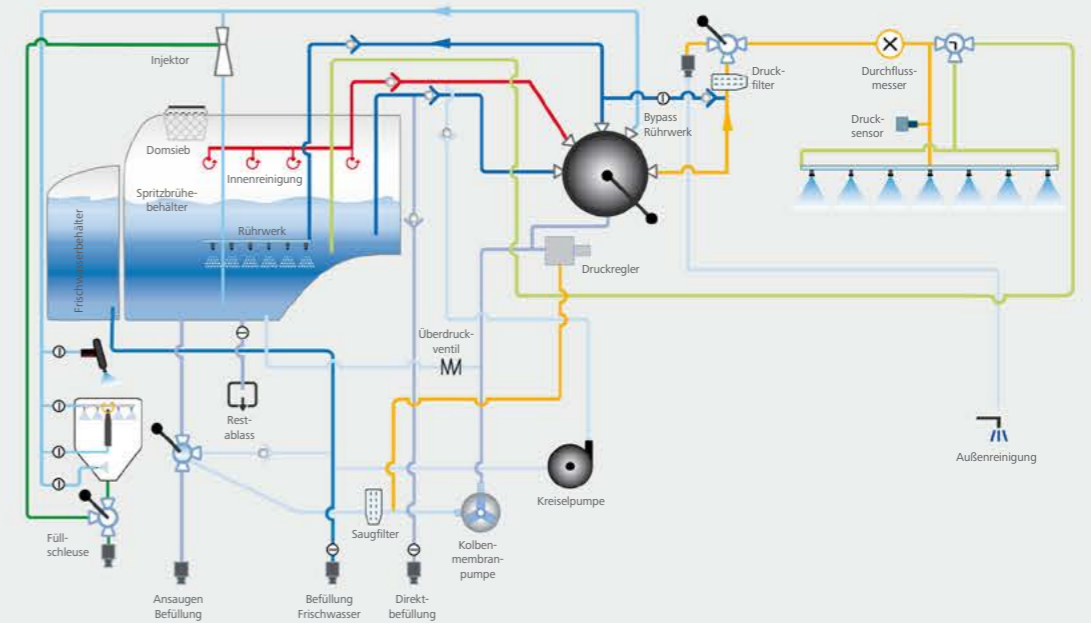 Injektor
Domsieb
Innenreinigung
Spritzbrühe-
behälter
Rührwerk
Frischwasserbehälter
Bypass
Rührwerk
Druck-
filter
Durchfluss-
messer
Druck-
sensor
Druckregler
Überdruck-
ventil
Rest-
ablass
Außenreinigung
Kreiselpumpe
Saugfilter
Kolben-
membran-
pumpe
Füll-
schleuse
Ansaugen
Befüllung
Befüllung
Frischwasser
Direkt-
befüllung